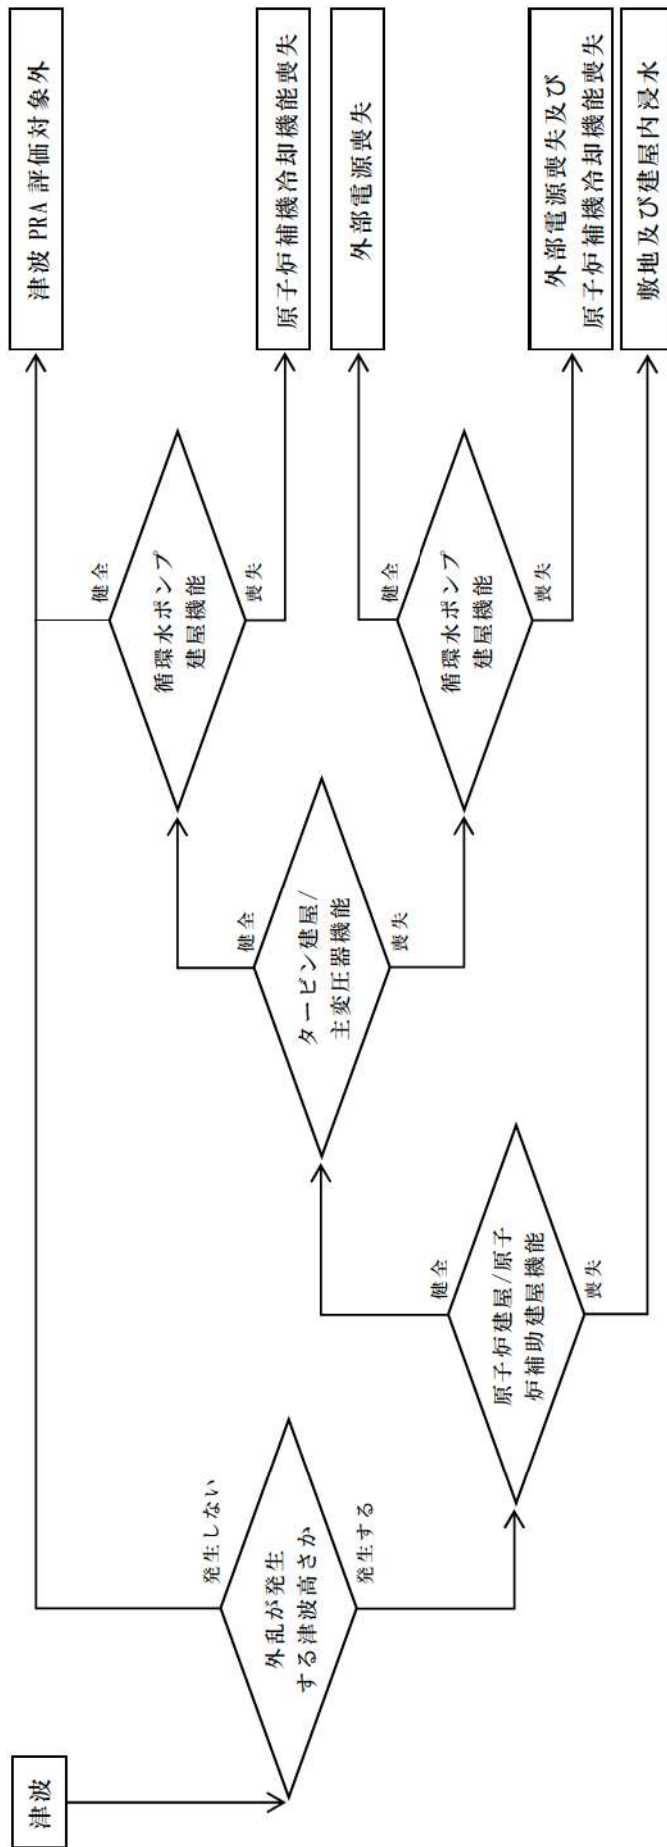 津波
外乱が発生
する津波高さか
発生しない
発生する
原子炉建屋/原子
炉補助建屋機能
健全
喪失
タービン建屋/
主変圧器機能
健全
喪失
循環水ポンプ
建屋機能
健全
喪失
循環水ポンプ
建屋機能
健全
喪失
津波 PRA 評価対象外
原子炉補機冷却機能喪失
外部電源喪失
外部電源喪失及び
原子炉補機冷却機能喪失
敷地及び建屋内浸水